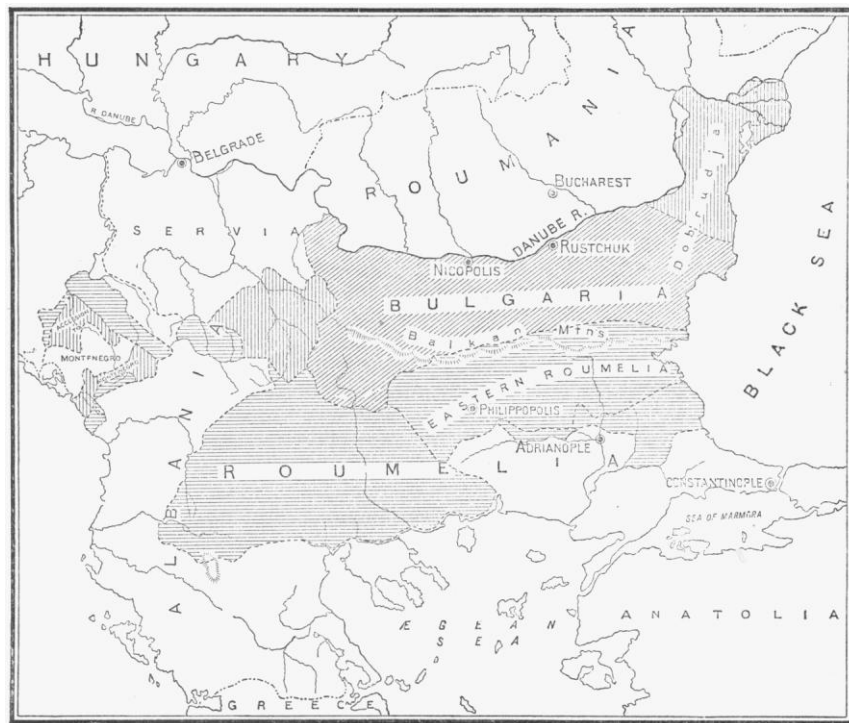 HUNGARY
R. DANUBE
BELGRADE
ROUMANIA
BUCHAREST
SERVIA
DANUBE R.
RUSTCHUK
Dobrudja
NICOPOLIS
BULGARIA
BLACK SEA
Balkan Mtns
MONTENEGRO
EASTERN ROUMELIA
PHILIPPOPOLIS
ADRIANOPLE
ALBANIA
ROUMELIA
CONSTANTINOPLE
SEA OF MARMORA
ÆGEAN
SEA
ANATOLIA
GREECE